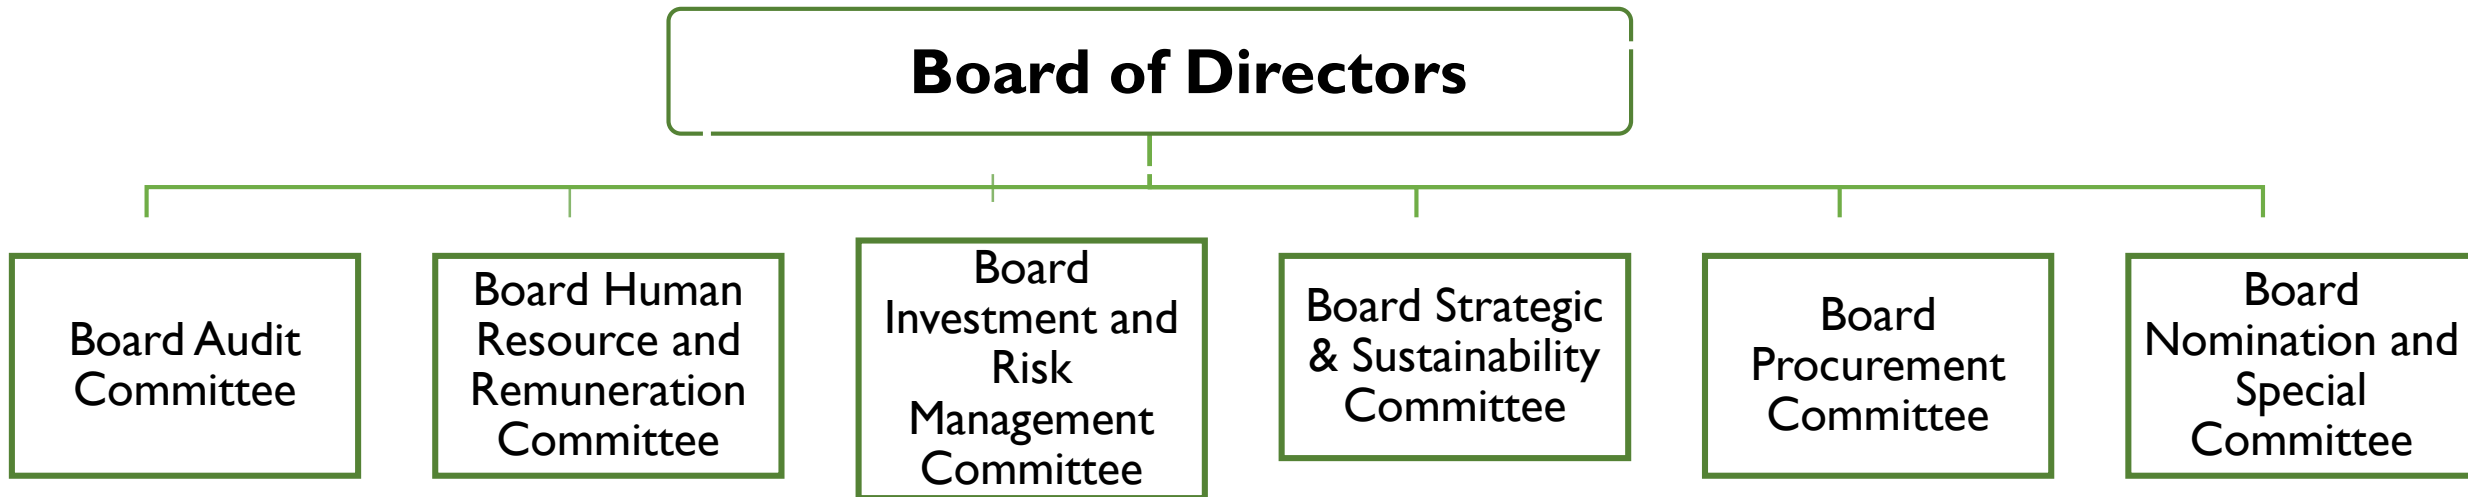 Board of Directors
Board Audit
Committee
Board Human
Resource and
Remuneration
Committee
Board
Investment and
Risk
Management
Committee
Board Strategic
& Sustainability
Committee
Board
Procurement
Committee
Board
Nomination and
Special
Committee